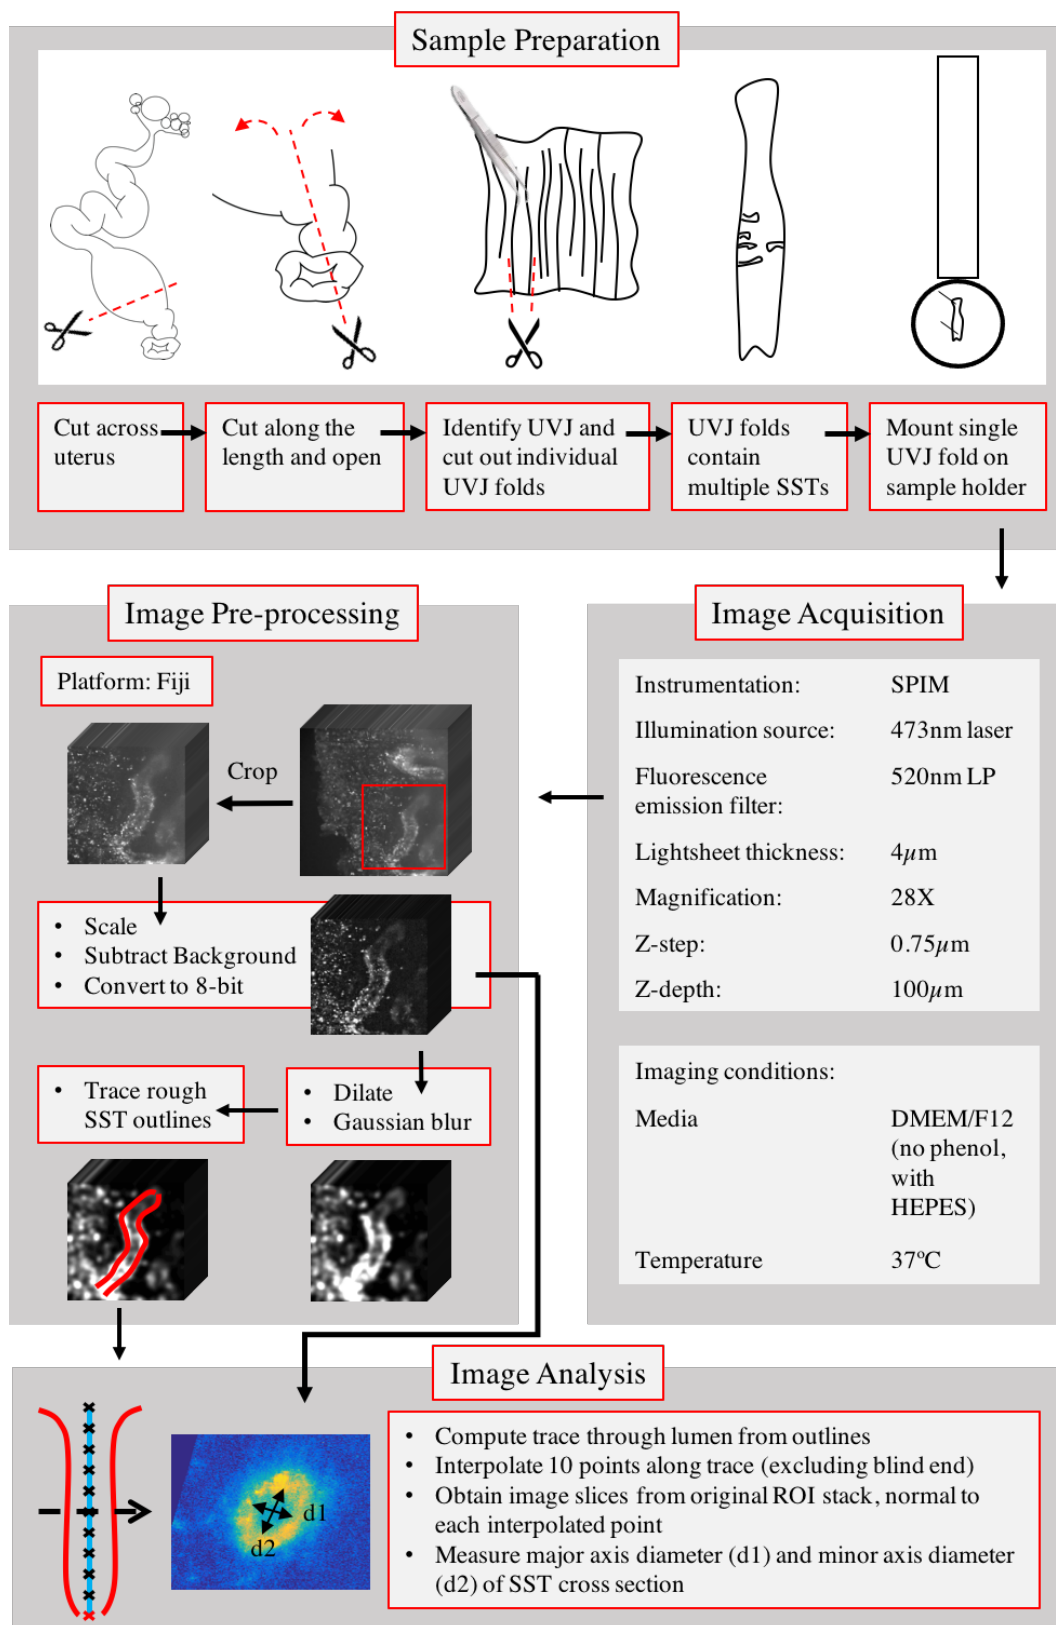 Sample Preparation
Cut across
uterus
Cut along the
length and open
Identify UVJ and
cut out individual
UVJ folds
UVJ folds
contain
multiple SSTs
Mount single
UVJ fold on
sample holder
Image Pre-processing
Platform: Fiji
Crop
• Scale
• Subtract Background
• Convert to 8-bit
• Dilate
• Gaussian blur
• Trace rough
SST outlines
Image Acquisition
Instrumentation: SPIM
Illumination source: 473nm laser
Fluorescence 520nm LP
emission filter:
Lightsheet thickness: 4µm
Magnification: 28X
Z-step: 0.75µm
Z-depth: 100µm
Imaging conditions:
Media DMEM/F12
(no phenol,
with
HEPES)
Temperature 37ºC
Image Analysis
d1
d2
• Compute trace through lumen from outlines
• Interpolate 10 points along trace (excluding blind end)
• Obtain image slices from original ROI stack, normal to
each interpolated point
• Measure major axis diameter (d1) and minor axis diameter
(d2) of SST cross section